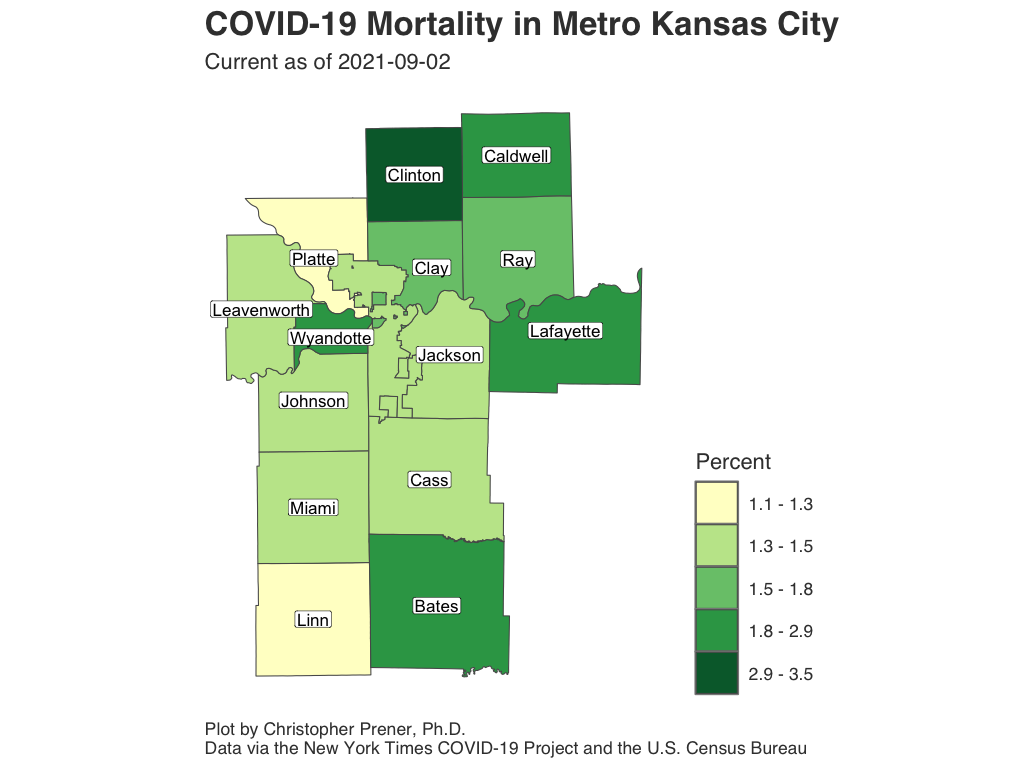 COVID-19 Mortality in Metro Kansas City
Current as of 2021-09-02
Caldwell
Clinton
Platte
Clay
Ray
Leavenworth
Wyandotte
Lafayette
Jackson
Johnson
Cass
Miami
Bates
Linn
Percent
1.1 - 1.3
1.3 - 1.5
1.5 - 1.8
1.8 - 2.9
2.9 - 3.5
Plot by Christopher Prener, Ph.D.
Data via the New York Times COVID-19 Project and the U.S. Census Bureau